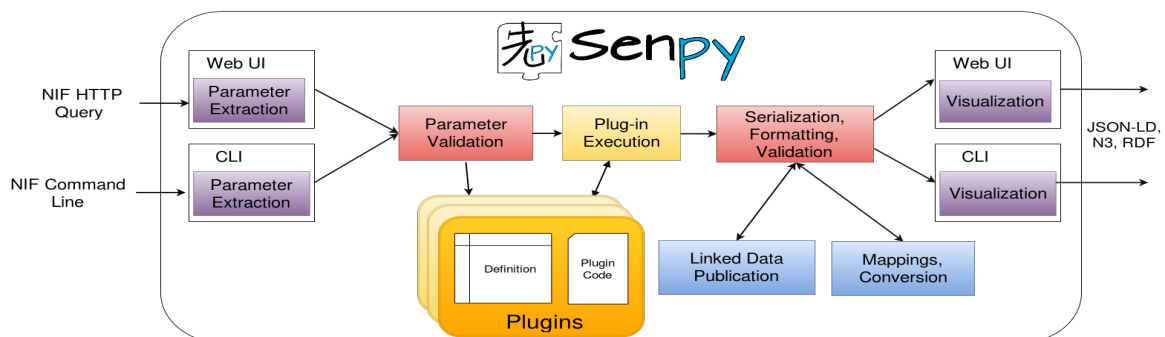 先
py
senpy
NIF HTTP
Query
Web UI
Parameter
Extraction
NIF Command
Line
CLI
Parameter
Extraction
Parameter
Validation
Plug-in
Execution
Serialization,
Formatting,
Validation
Web UI
Visualization
CLI
Visualization
JSON-LD,
N3, RDF
Definition
Plugin
Code
Plugins
Linked Data
Publication
Mappings,
Conversion